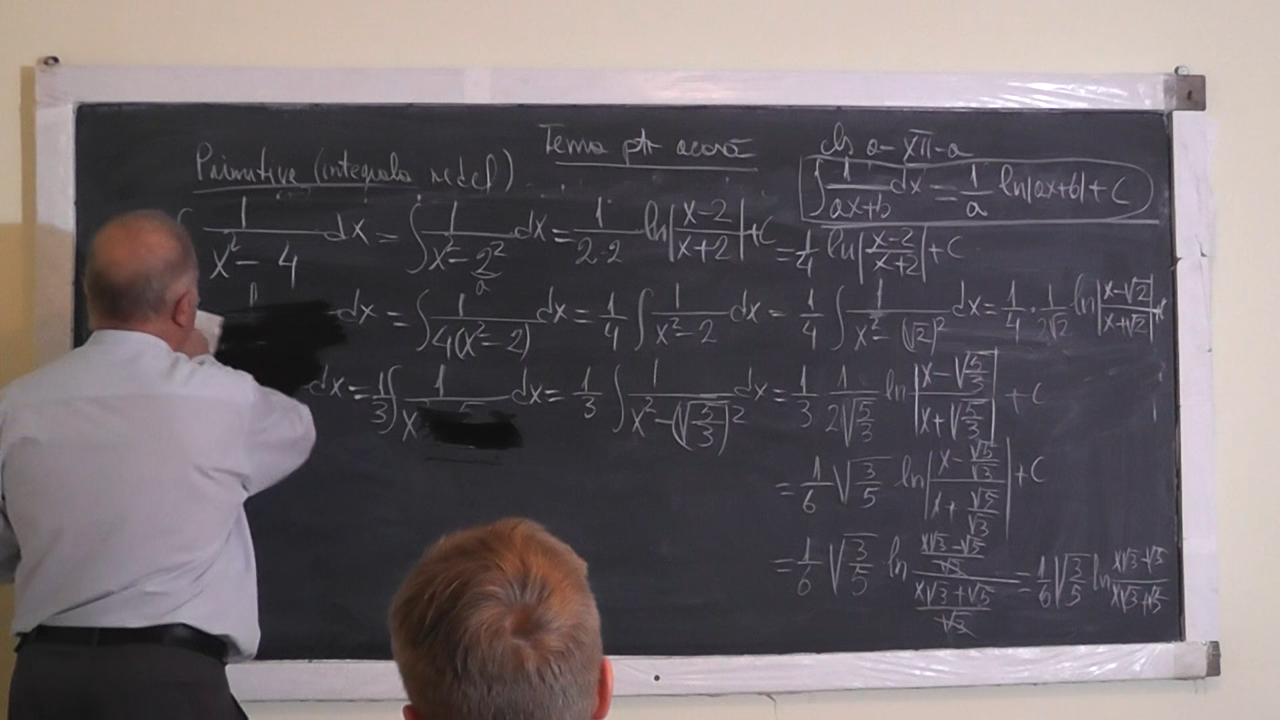 Tema ptr acasă
cls a-XII-a
Primitive (integrala nedef)
∫ 1/(ax+b) dx = 1/a ln|ax+b| + C
∫ 1/(x²-4) dx = ∫ 1/(x²-2²) dx = 1/(2·2) ln|(x-2)/(x+2)| + C = 1/4 ln|(x-2)/(x+2)| + C
a
dx = ∫ 1/(4(x²-2)) dx = 1/4 ∫ 1/(x²-2) dx = 1/4 ∫ 1/(x²-(√2)²) dx = 1/4 · 1/(2√2) ln|(x-√2)/(x+√2)| +
dx = 1/3 ∫ 1/x dx = 1/3 ∫ 1/(x²-(√(5/3))²) dx = 1/3 1/(2√(5/3)) ln|(x-√(5/3))/(x+√(5/3))| + C
= 1/6 √(3/5) ln|(x-√5/√3)/(x+√5/√3)| + C
= 1/6 √(3/5) ln ((x√3-√5)/√3)/((x√3+√5)/√3) = 1/6 √(3/5) ln (x√3-√5)/(x√3+√5)